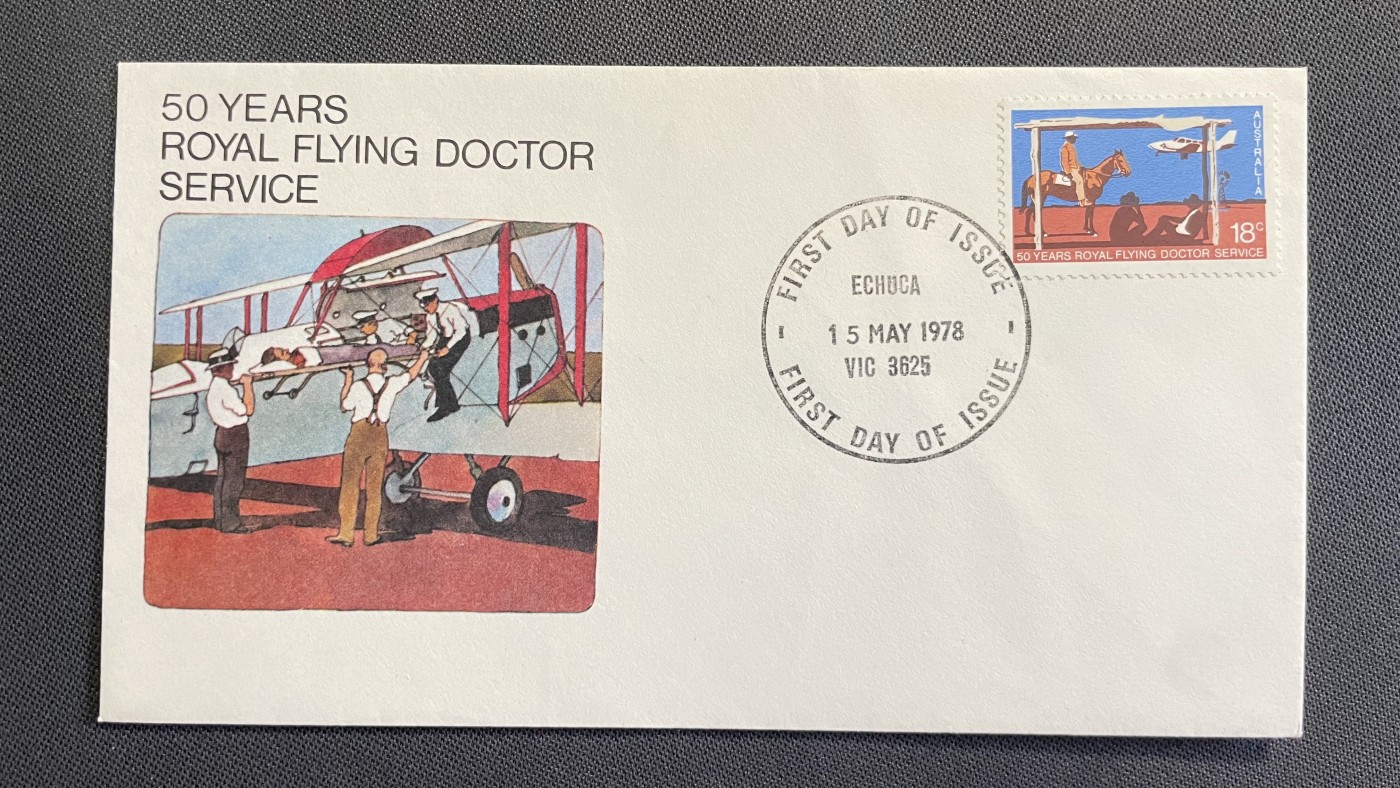 50 YEARS
ROYAL FLYING DOCTOR
SERVICE
AUSTRALIA
18c
50 YEARS ROYAL FLYING DOCTOR SERVICE
FIRST DAY OF ISSUE
ECHUCA
15 MAY 1978
VIC 3625
FIRST DAY OF ISSUE